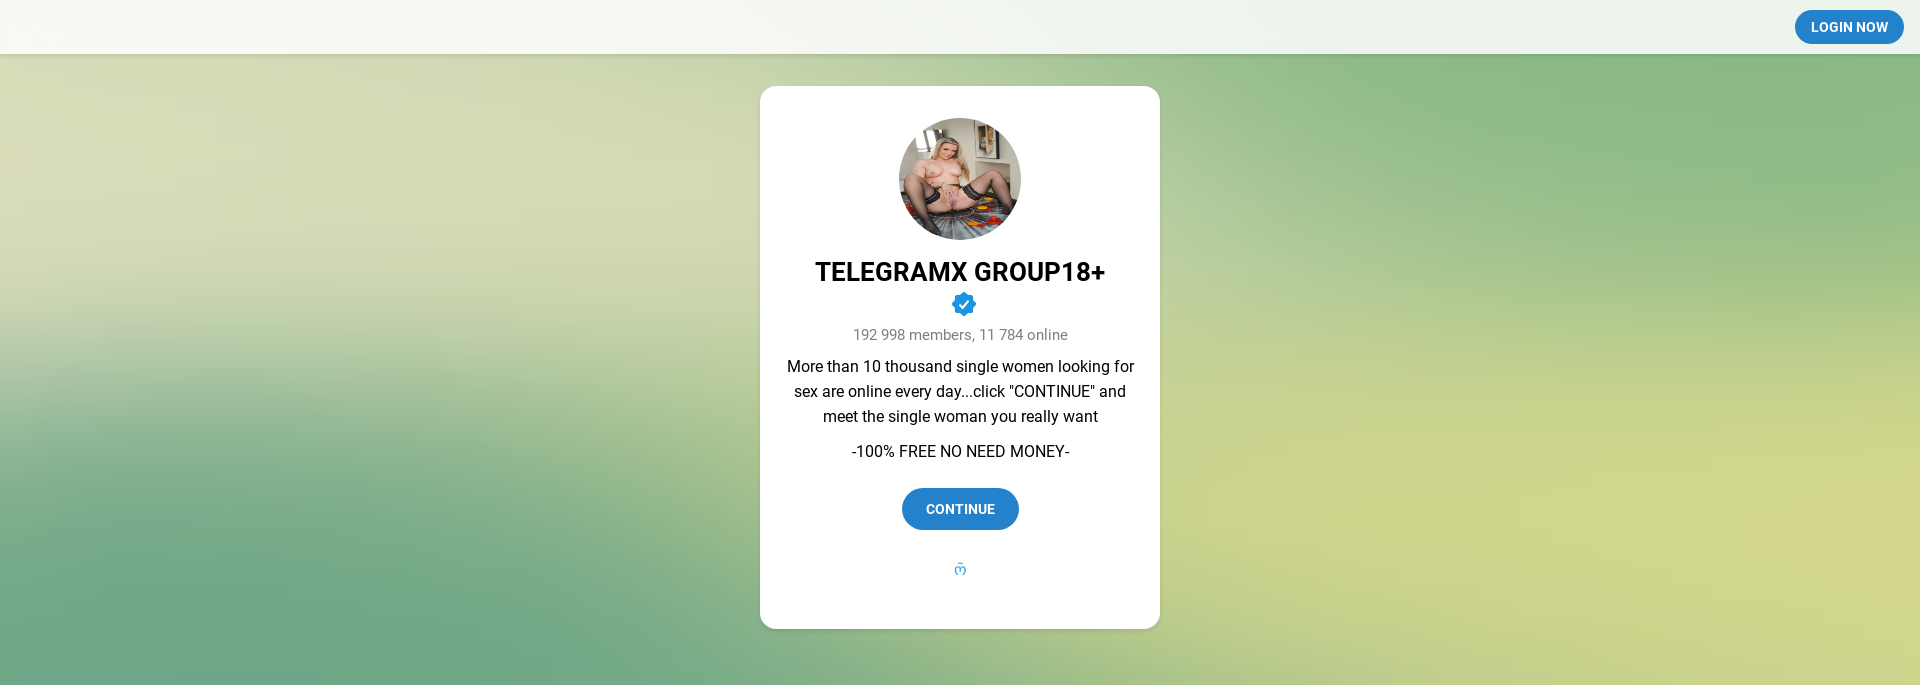 LOGIN NOW
TELEGRAMX GROUP18+
192 998 members, 11 784 online
More than 10 thousand single women looking for
sex are online every day...click "CONTINUE" and
meet the single woman you really want
-100% FREE NO NEED MONEY-
CONTINUE